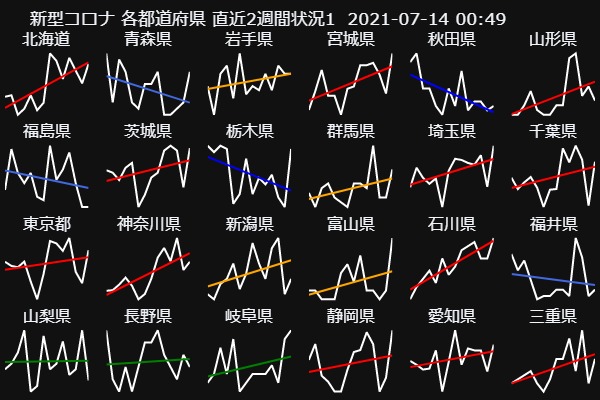 新型コロナ 各都道府県 直近2週間状況1 2021-07-14 00:49
北海道 青森県 岩手県 宮城県 秋田県 山形県
福島県 茨城県 栃木県 群馬県 埼玉県 千葉県
東京都 神奈川県 新潟県 富山県 石川県 福井県
山梨県 長野県 岐阜県 静岡県 愛知県 三重県